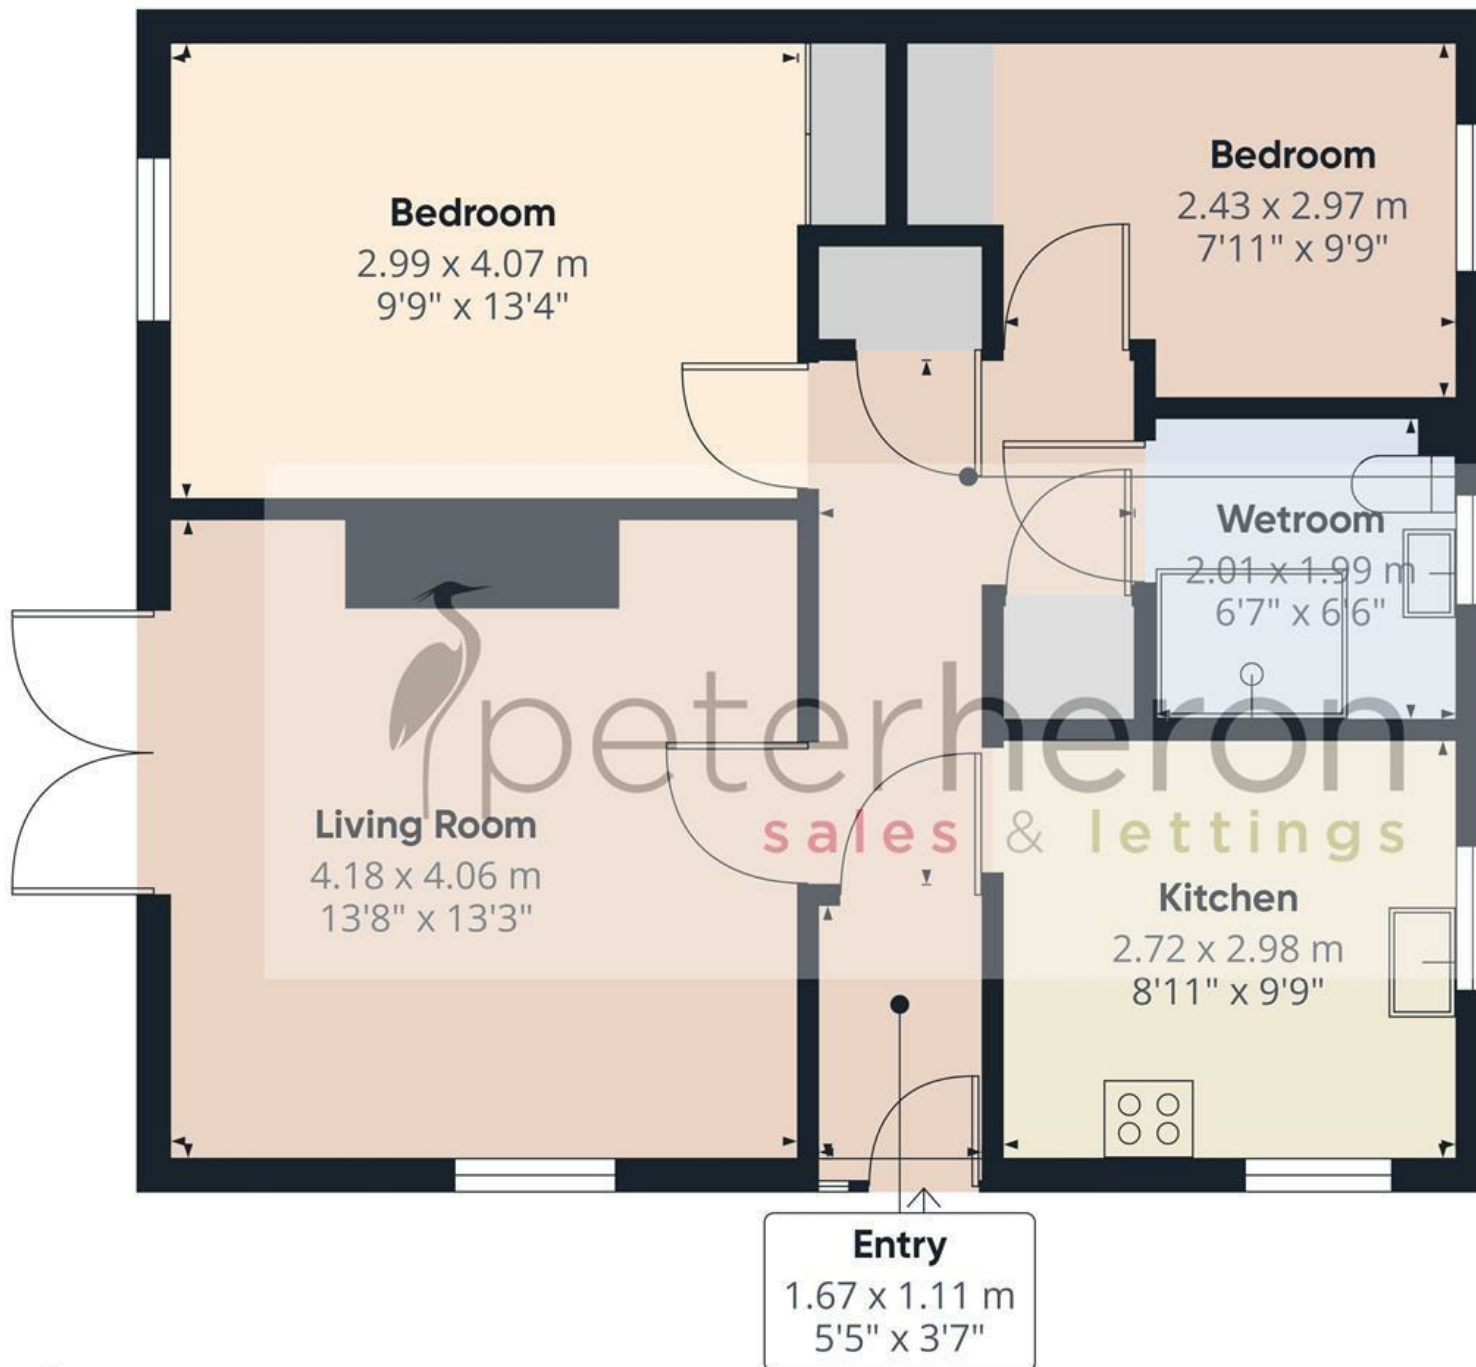 Bedroom
2.99 x 4.07 m
9'9" x 13'4"
Bedroom
2.43 x 2.97 m
7'11" x 9'9"
Wetroom
2.01 x 1.99 m
6'7" x 6'6"
peterheron
sales & lettings
Living Room
4.18 x 4.06 m
13'8" x 13'3"
Kitchen
2.72 x 2.98 m
8'11" x 9'9"
Entry
1.67 x 1.11 m
5'5" x 3'7"